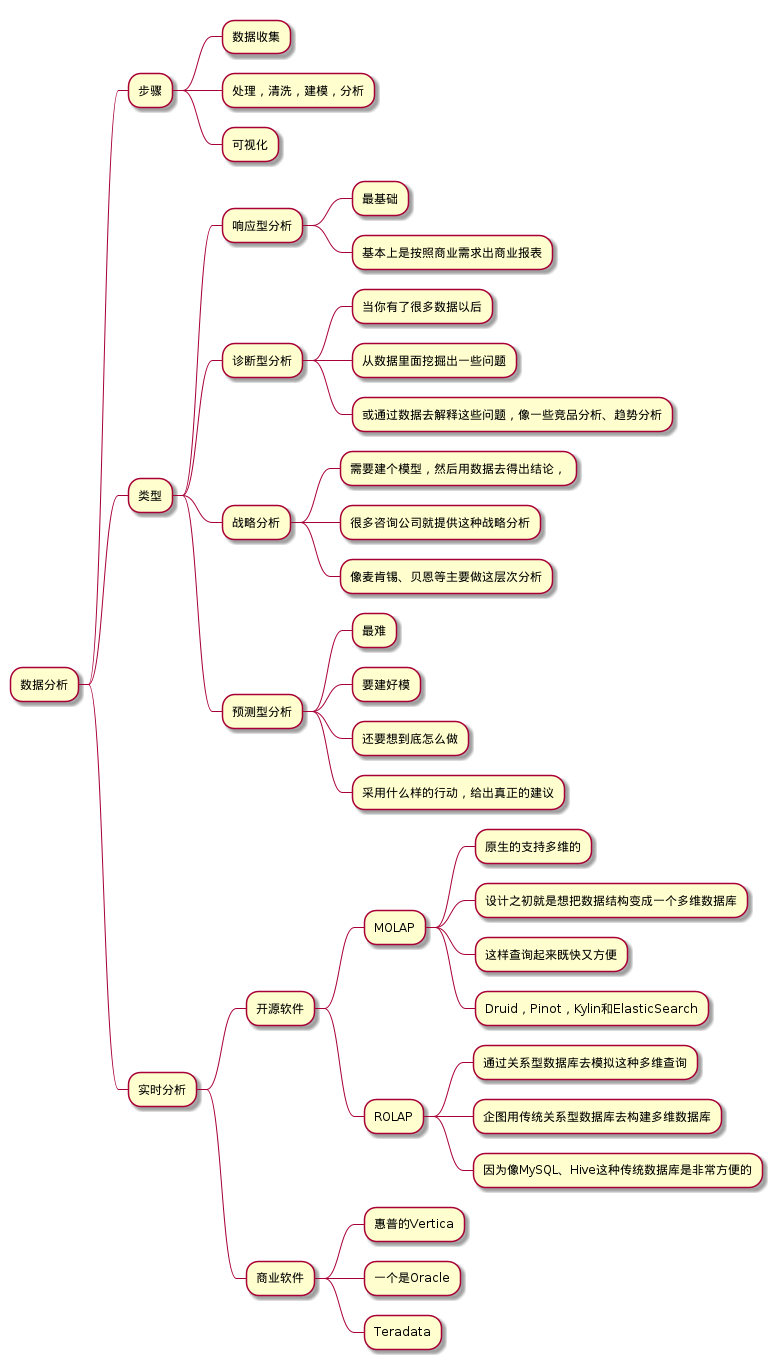 数据分析
步骤
数据收集
处理，清洗，建模，分析
可视化
类型
响应型分析
最基础
基本上是按照商业需求出商业报表
诊断型分析
当你有了很多数据以后
从数据里面挖掘出一些问题
或通过数据去解释这些问题，像一些竞品分析、趋势分析
战略分析
需要建个模型，然后用数据去得出结论，
很多咨询公司就提供这种战略分析
像麦肯锡、贝恩等主要做这层次分析
预测型分析
最难
要建好模
还要想到底怎么做
采用什么样的行动，给出真正的建议
实时分析
开源软件
MOLAP
原生的支持多维的
设计之初就是想把数据结构变成一个多维数据库
这样查询起来既快又方便
Druid，Pinot，Kylin和ElasticSearch
ROLAP
通过关系型数据库去模拟这种多维查询
企图用传统关系型数据库去构建多维数据库
因为像MySQL、Hive这种传统数据库是非常方便的
商业软件
惠普的Vertica
一个是Oracle
Teradata